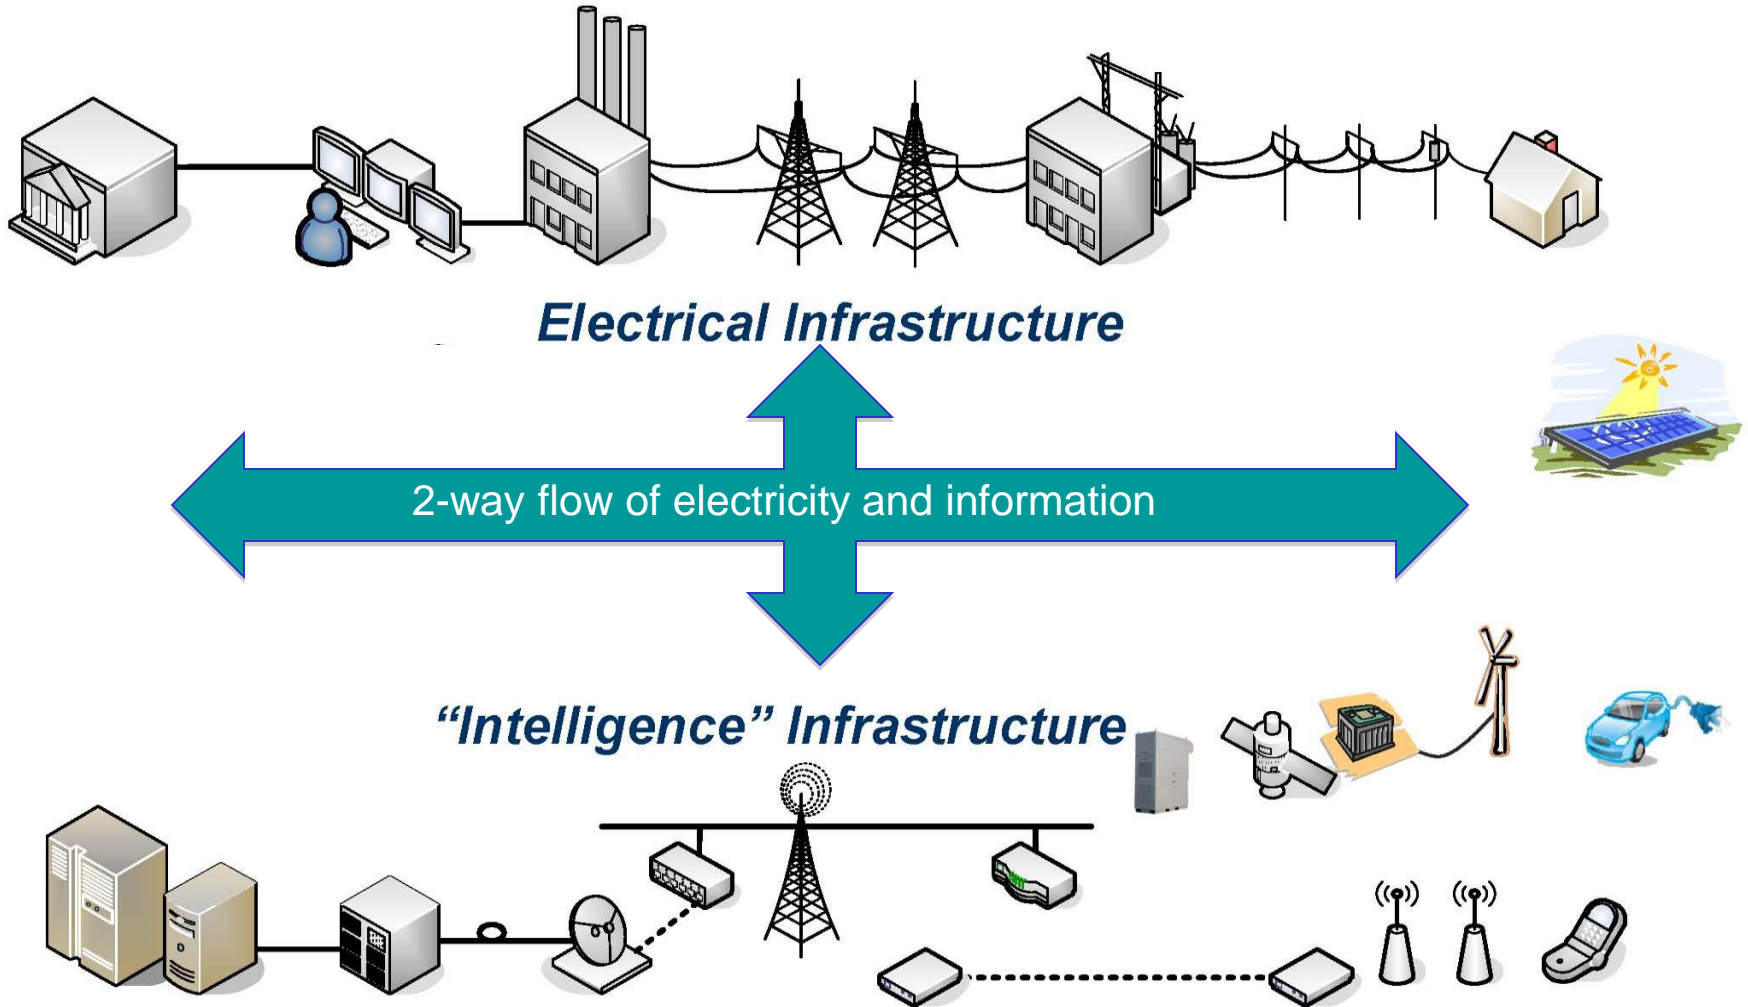 Electrical Infrastructure
2-way flow of electricity and information
“Intelligence” Infrastructure